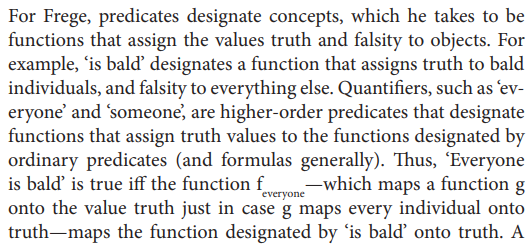 For Frege, predicates designate concepts, which he takes to be
functions that assign the values truth and falsity to objects. For
example, ‘is bald’ designates a function that assigns truth to bald
individuals, and falsity to everything else. Quantifiers, such as ‘ev-
eryone’ and ‘someone’, are higher-order predicates that designate
functions that assign truth values to the functions designated by
ordinary predicates (and formulas generally). Thus, ‘Everyone
is bald’ is true iff the function f_everyone—which maps a function g
onto the value truth just in case g maps every individual onto
truth—maps the function designated by ‘is bald’ onto truth. A